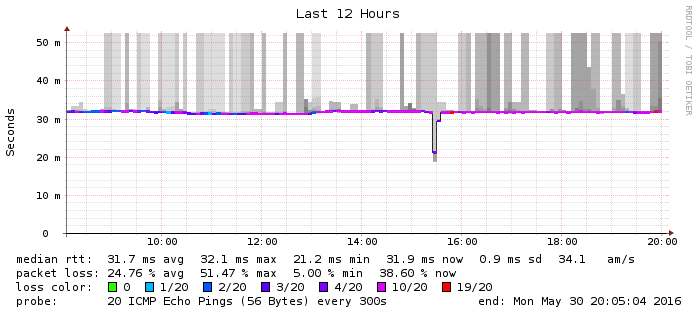 Last 12 Hours
RRDTOOL / TOBI OETIKER
Seconds
50 m
40 m
30 m
20 m
10 m
0
10:00 12:00 14:00 16:00 18:00 20:00
median rtt: 31.7 ms avg 32.1 ms max 21.2 ms min 31.9 ms now 0.9 ms sd 34.1 am/s
packet loss: 24.76 % avg 51.47 % max 5.00 % min 38.60 % now
loss color: 0 1/20 2/20 3/20 4/20 10/20 19/20
probe: 20 ICMP Echo Pings (56 Bytes) every 300s end: Mon May 30 20:05:04 2016